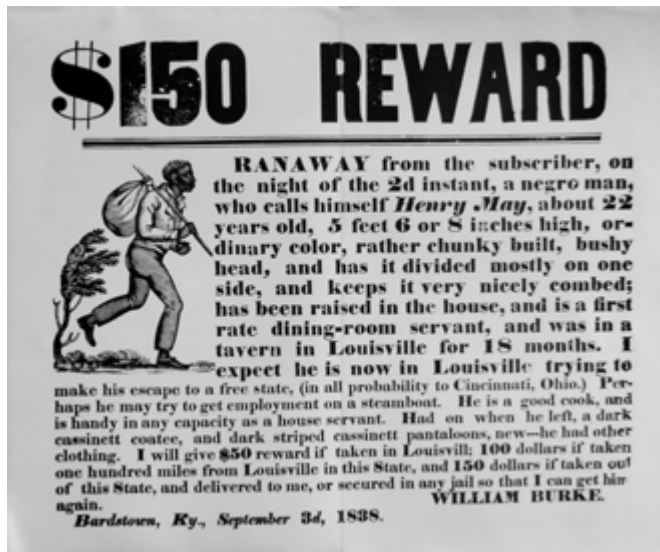 $150 REWARD
RANAWAY from the subscriber, on
the night of the 2d instant, a negro man,
who calls himself Henry May, about 22
years old, 5 feet 6 or 8 inches high, or-
dinary color, rather chunky built, bushy
head, and has it divided mostly on one
side, and keeps it very nicely combed;
has been raised in the house, and is a first
rate dining-room servant, and was in a
tavern in Louisville for 18 months. I
expect he is now in Louisville trying to
make his escape to a free state, (in all probability to Cincinnati, Ohio.) Per-
haps he may try to get employment on a steamboat. He is a good cook, and
is handy in any capacity as a house servant. Had on when he left, a dark
cassinett coatee, and dark striped cassinett pantaloons, new—he had other
clothing. I will give $50 reward if taken in Louisvill; 100 dollars if taken
one hundred miles from Louisville in this State, and 150 dollars if taken out
of this State, and delivered to me, or secured in any jail so that I can get him
again. WILLIAM BURKE.
Bardstown, Ky., September 3d, 1838.